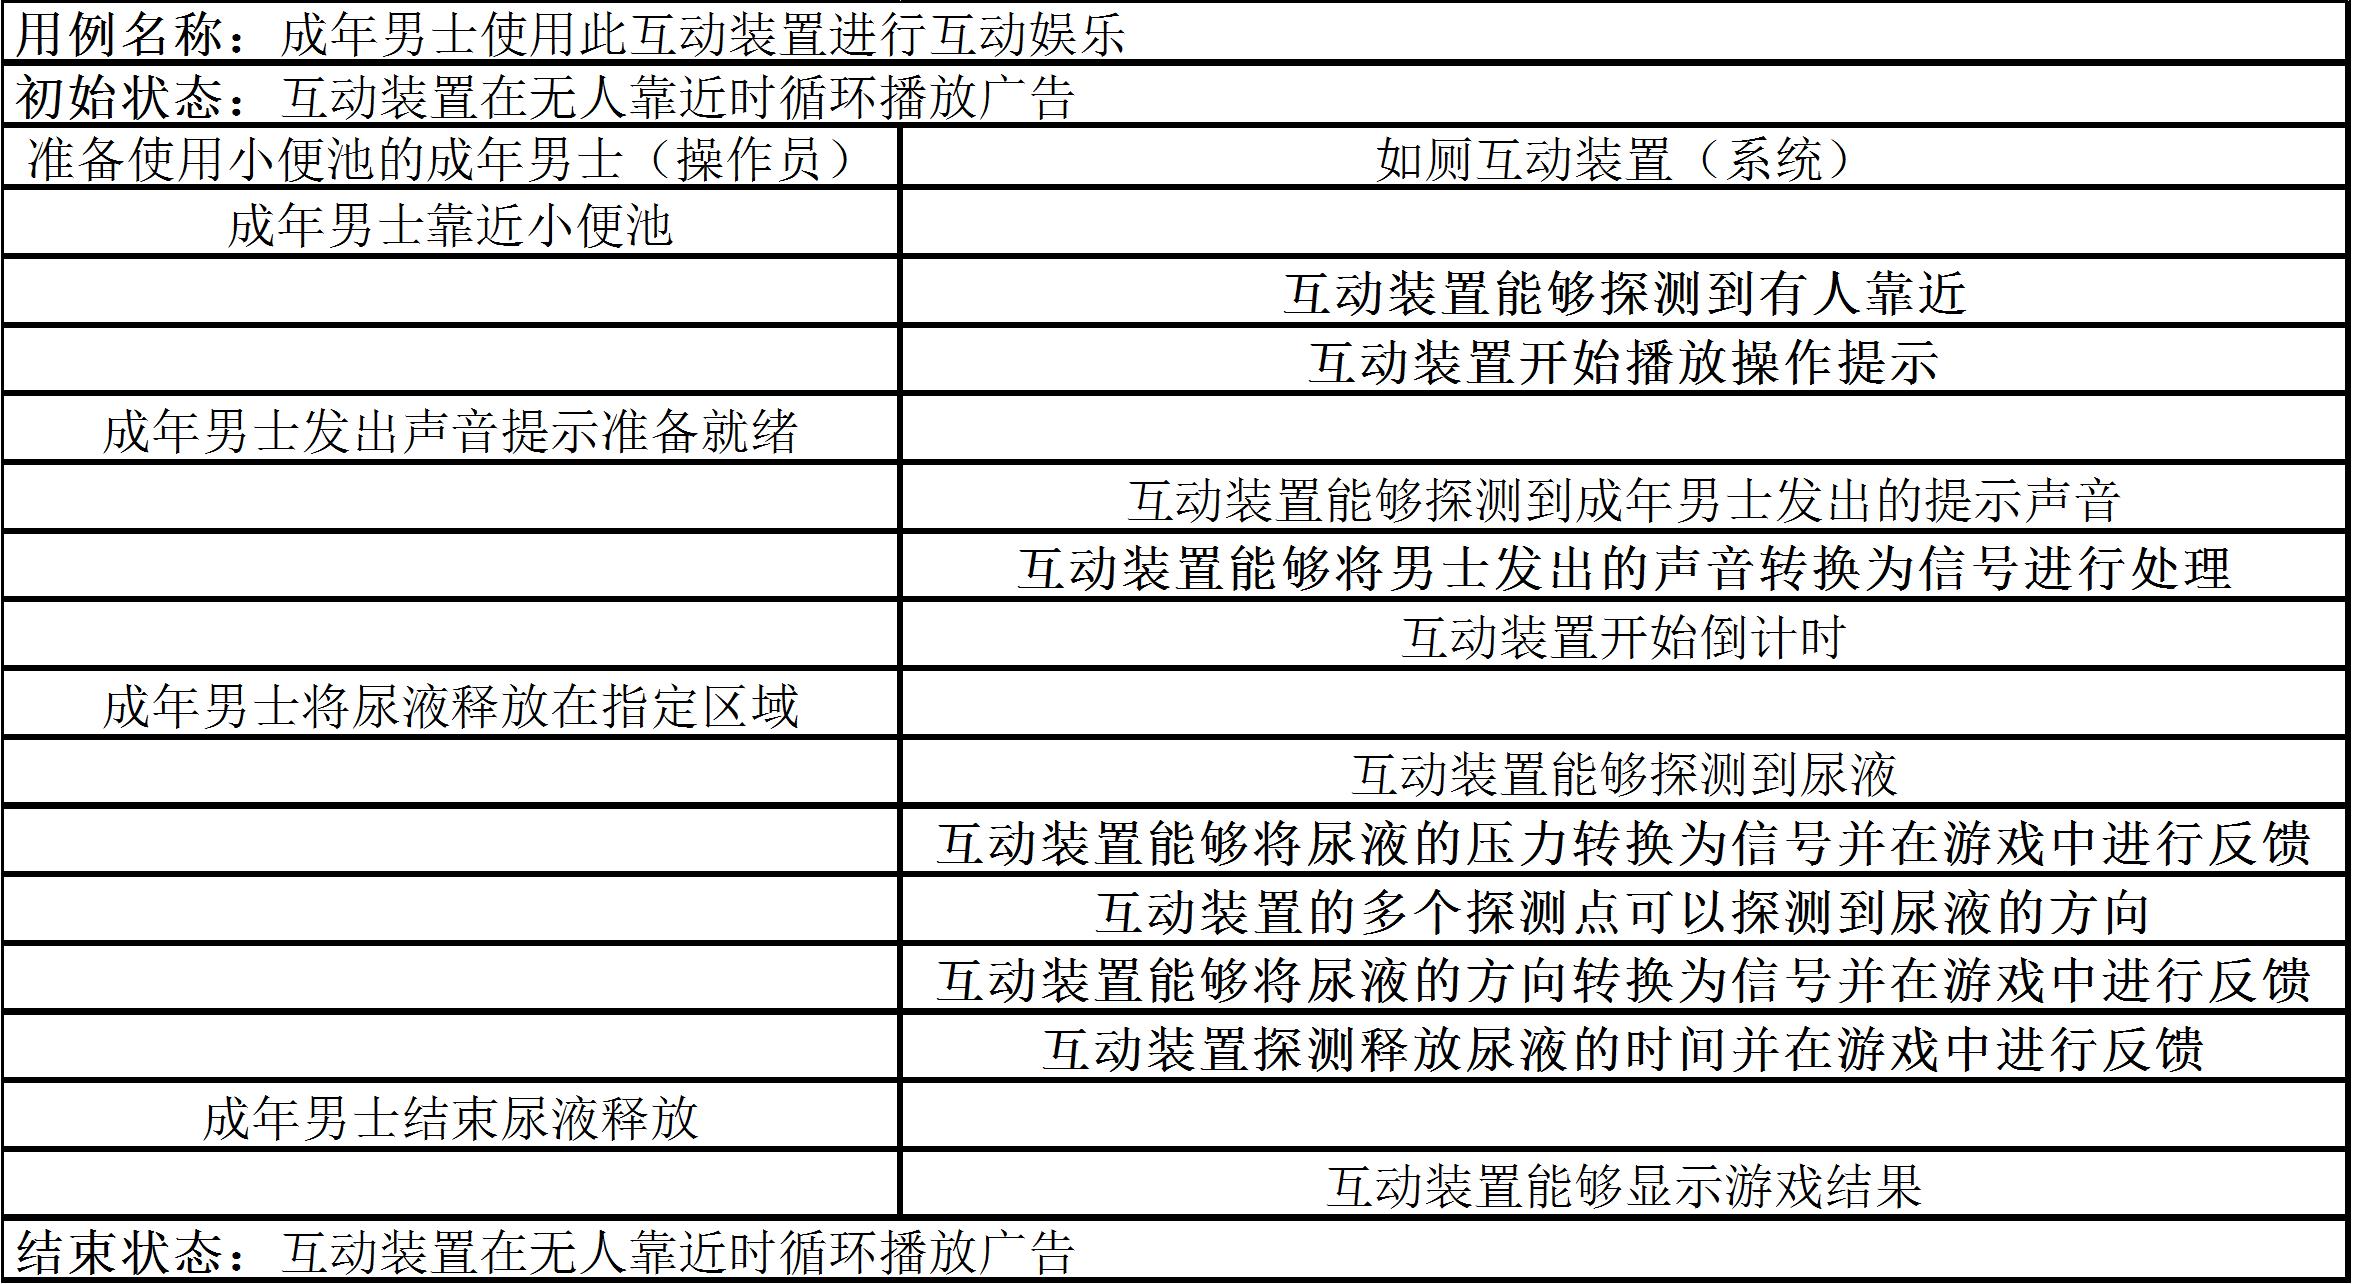 用例名称：成年男士使用此互动装置进行互动娱乐
初始状态：互动装置在无人靠近时循环播放广告
准备使用小便池的成年男士（操作员） 如厕互动装置（系统）
成年男士靠近小便池
互动装置能够探测到有人靠近
互动装置开始播放操作提示
成年男士发出声音提示准备就绪
互动装置能够探测到成年男士发出的提示声音
互动装置能够将男士发出的声音转换为信号进行处理
互动装置开始倒计时
成年男士将尿液释放在指定区域
互动装置能够探测到尿液
互动装置能够将尿液的压力转换为信号并在游戏中进行反馈
互动装置的多个探测点可以探测到尿液的方向
互动装置能够将尿液的方向转换为信号并在游戏中进行反馈
互动装置探测释放尿液的时间并在游戏中进行反馈
成年男士结束尿液释放
互动装置能够显示游戏结果
结束状态：互动装置在无人靠近时循环播放广告